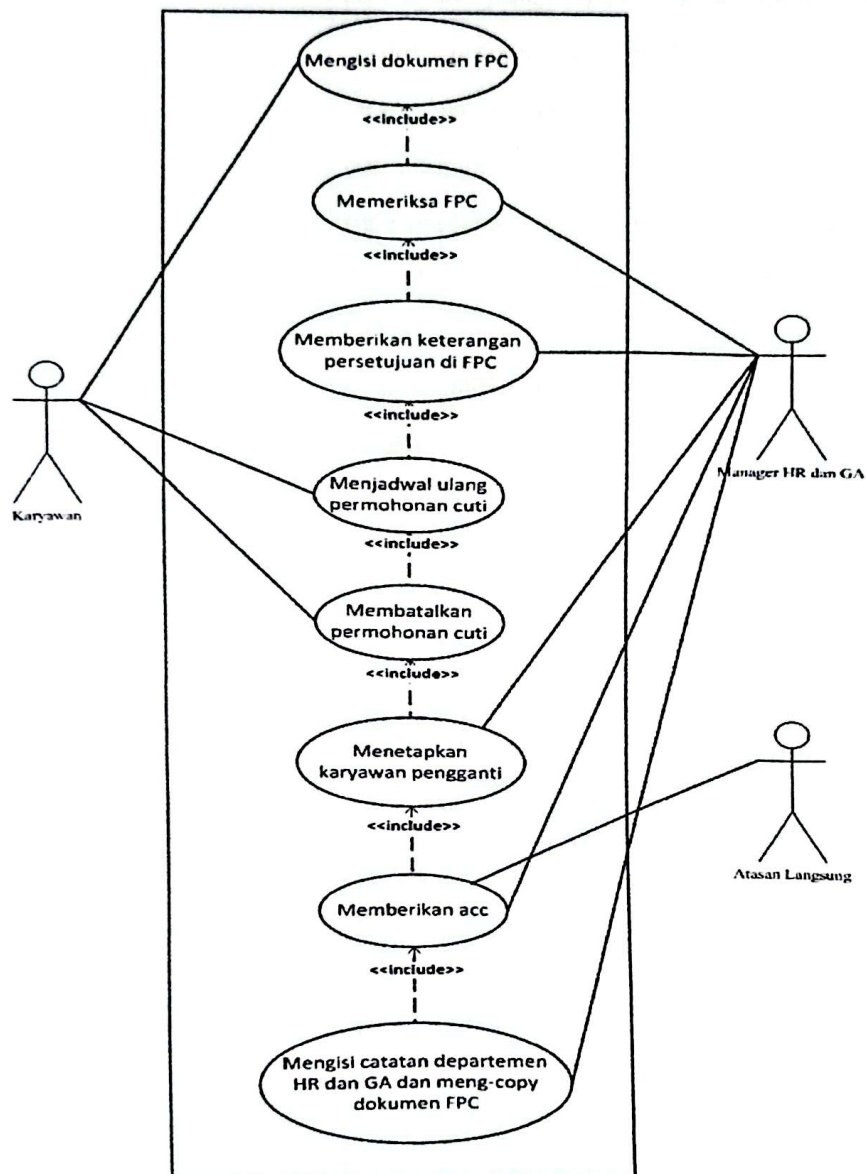 Mengisi dokumen FPC
<<include>>
Memeriksa FPC
<<include>>
Memberikan keterangan
persetujuan di FPC
<<include>>
Menjadwal ulang
permohonan cuti
<<include>>
Membatalkan
permohonan cuti
<<include>>
Menetapkan
karyawan pengganti
<<include>>
Memberikan acc
<<include>>
Mengisi catatan departemen
HR dan GA dan meng-copy
dokumen FPC
Karyawan
Manager HR dan GA
Atasan Langsung